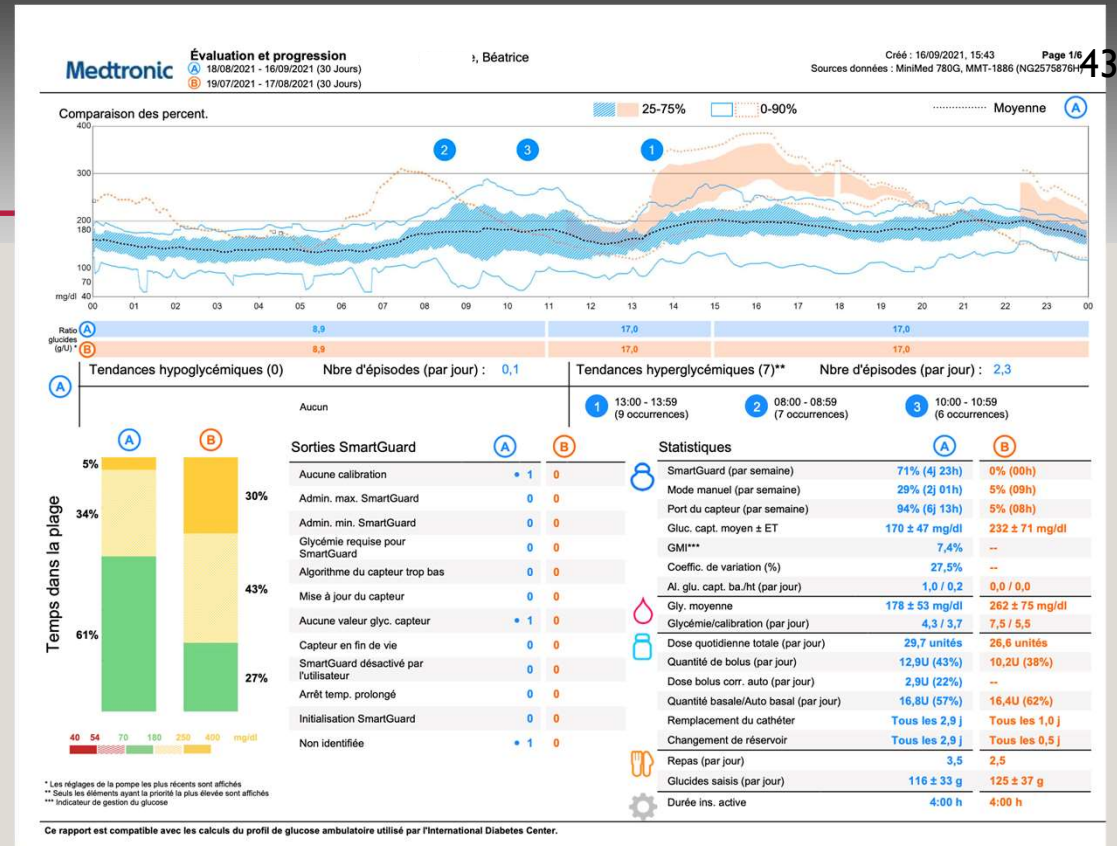 Medtronic
Évaluation et progression
A 18/08/2021 - 16/09/2021 (30 Jours)
B 19/07/2021 - 17/08/2021 (30 Jours)
, Béatrice
Créé : 16/09/2021, 15:43 Page 1/6
Sources données : MiniMed 780G, MMT-1886 (NG2575876H)
43
Comparaison des percent.
25-75% 0-90% Moyenne A
400
300
200
180
100
70
mg/dl 40
2 3 1
00 01 02 03 04 05 06 07 08 09 10 11 12 13 14 15 16 17 18 19 20 21 22 23 00
Ratio glucides (g/U) *
A 8,9 17,0 17,0
B 8,9 17,0 17,0
A
Tendances hypoglycémiques (0) Nbre d'épisodes (par jour) : 0,1
Aucun
Tendances hyperglycémiques (7)** Nbre d'épisodes (par jour) : 2,3
1 13:00 - 13:59 (9 occurrences)
2 08:00 - 08:59 (7 occurrences)
3 10:00 - 10:59 (6 occurrences)
Temps dans la plage
A B
5%
34%
61%
30%
43%
27%
40 54 70 180 250 400 mg/dl
Sorties SmartGuard A B
Aucune calibration 1 0
Admin. max. SmartGuard 0 0
Admin. min. SmartGuard 0 0
Glycémie requise pour SmartGuard 0 0
Algorithme du capteur trop bas 0 0
Mise à jour du capteur 0 0
Aucune valeur glyc. capteur 1 0
Capteur en fin de vie 0 0
SmartGuard désactivé par l'utilisateur 0 0
Arrêt temp. prolongé 0 0
Initialisation SmartGuard 0 0
Non identifiée 1 0
Statistiques A B
SmartGuard (par semaine) 71% (4j 23h) 0% (00h)
Mode manuel (par semaine) 29% (2j 01h) 5% (09h)
Port du capteur (par semaine) 94% (6j 13h) 5% (08h)
Gluc. capt. moyen ± ET 170 ± 47 mg/dl 232 ± 71 mg/dl
GMI*** 7,4% --
Coeffic. de variation (%) 27,5% --
Al. glu. capt. ba./ht (par jour) 1,0 / 0,2 0,0 / 0,0
Gly. moyenne 178 ± 53 mg/dl 262 ± 75 mg/dl
Glycémie/calibration (par jour) 4,3 / 3,7 7,5 / 5,5
Dose quotidienne totale (par jour) 29,7 unités 26,6 unités
Quantité de bolus (par jour) 12,9U (43%) 10,2U (38%)
Dose bolus corr. auto (par jour) 2,9U (22%) --
Quantité basale/Auto basal (par jour) 16,8U (57%) 16,4U (62%)
Remplacement du cathéter Tous les 2,9 j Tous les 1,0 j
Changement de réservoir Tous les 2,9 j Tous les 0,5 j
Repas (par jour) 3,5 2,5
Glucides saisis (par jour) 116 ± 33 g 125 ± 37 g
Durée ins. active 4:00 h 4:00 h
* Les réglages de la pompe les plus récents sont affichés
** Seuls les éléments ayant la priorité la plus élevée sont affichés
*** Indicateur de gestion du glucose
Ce rapport est compatible avec les calculs du profil de glucose ambulatoire utilisé par l'International Diabetes Center.